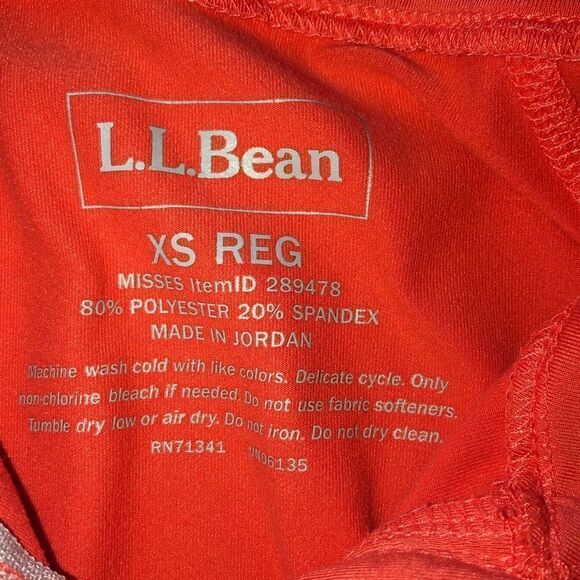 L.L.Bean
XS REG
MISSES ItemID 289478
80% POLYESTER 20% SPANDEX
MADE IN JORDAN
Machine wash cold with like colors. Delicate cycle. Only
non-chlorine bleach if needed. Do not use fabric softeners.
Tumble dry low or air dry. Do not iron. Do not dry clean.
RN71341 VN06135